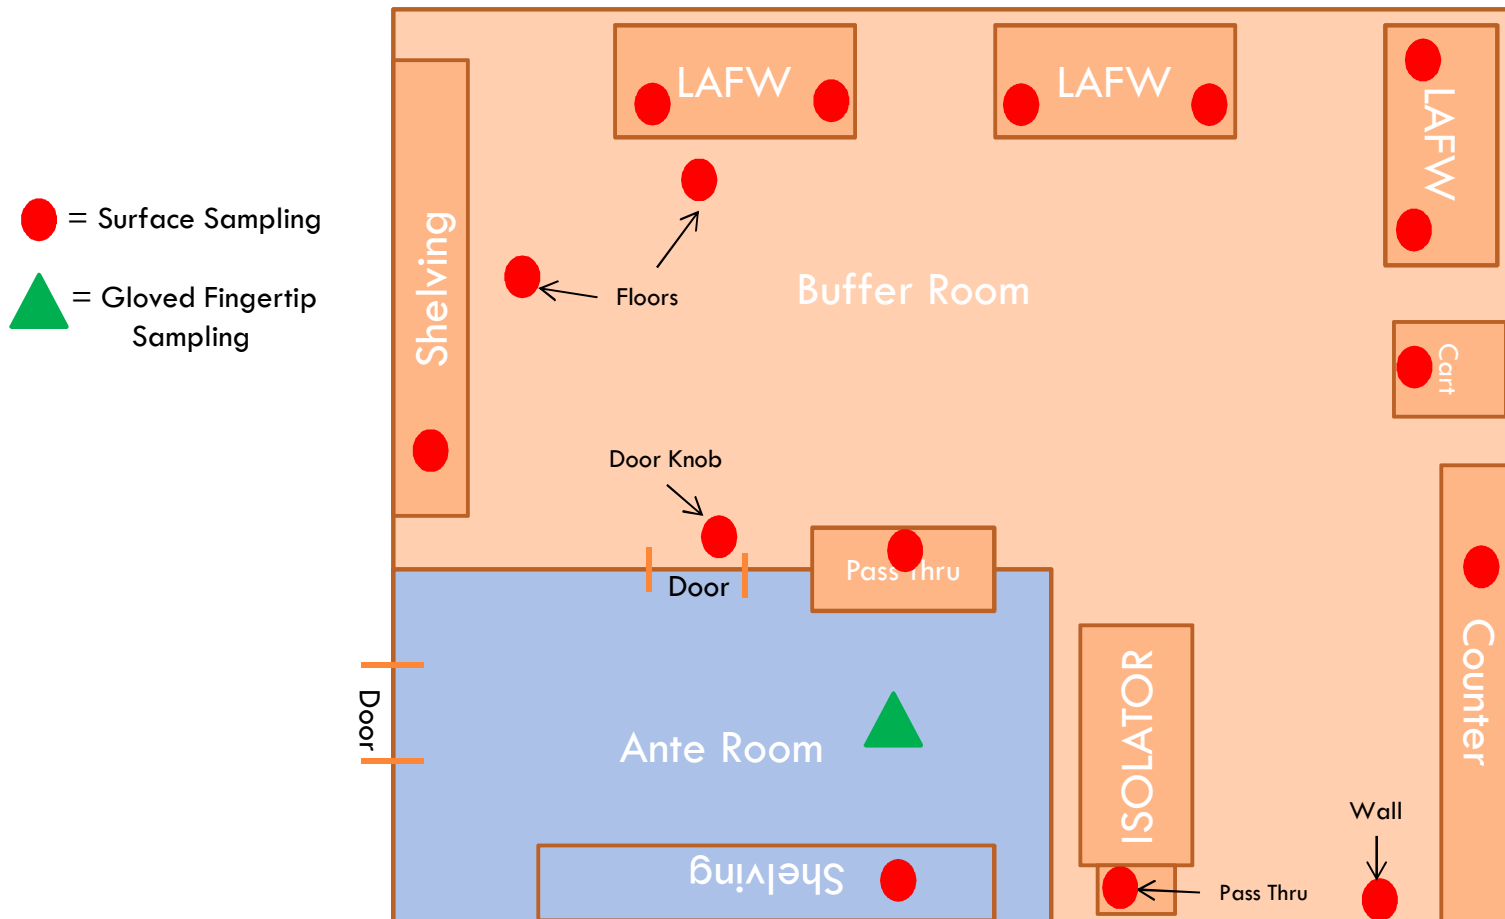 LAFW
LAFW
LAFW
= Surface Sampling
= Gloved Fingertip
Sampling
Shelving
Floors
Buffer Room
Cart
Door Knob
Door
Pass Thru
Door
Ante Room
ISOLATOR
Counter
Shelving
Wall
Pass Thru